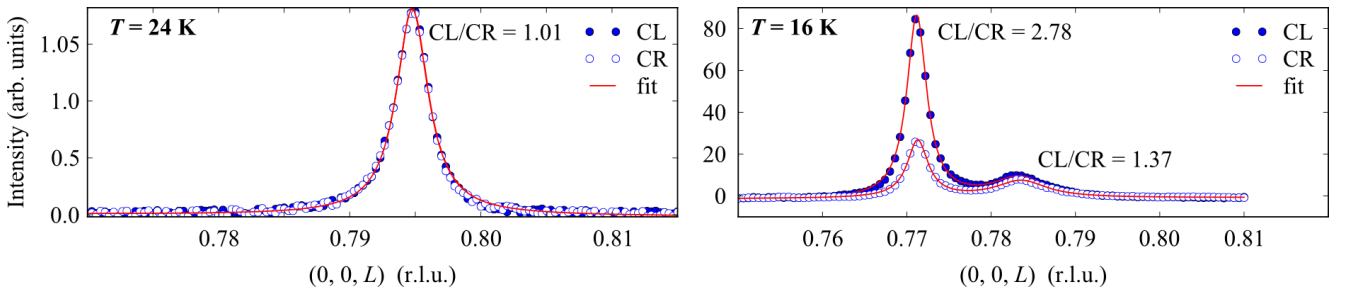 T = 24 K
CL/CR = 1.01
CL
CR
fit
Intensity (arb. units)
1.05
1.0
0.5
0.0
0.78 0.79 0.80 0.81
(0, 0, L) (r.l.u.)
T = 16 K
CL/CR = 2.78
CL
CR
fit
CL/CR = 1.37
80
60
40
20
0
0.76 0.77 0.78 0.79 0.80 0.81
(0, 0, L) (r.l.u.)